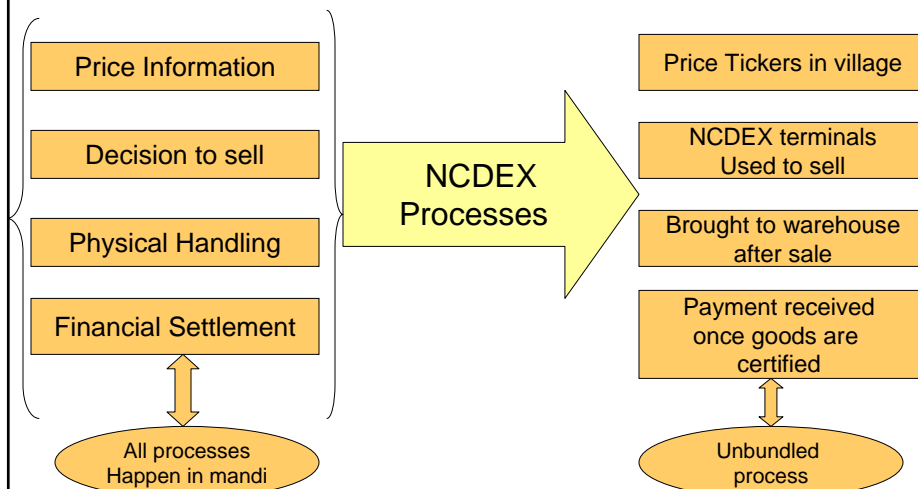 Price Information
Decision to sell
Physical Handling
Financial Settlement
All processes
Happen in mandi
NCDEX
Processes
Price Tickers in village
NCDEX terminals
Used to sell
Brought to warehouse
after sale
Payment received
once goods are
certified
Unbundled
process